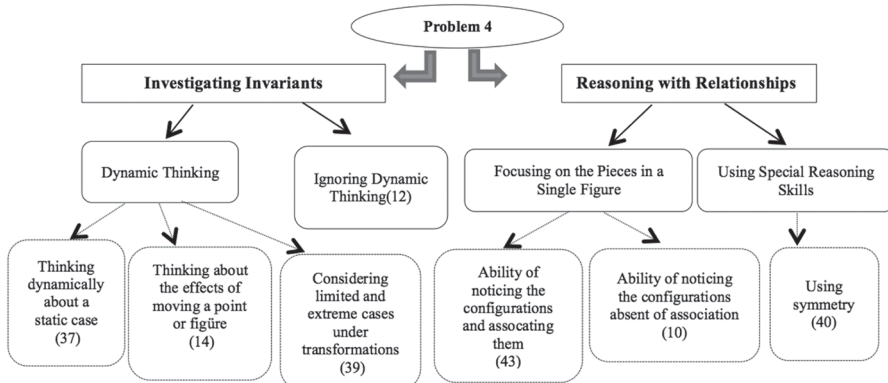 Problem 4
Investigating Invariants
Reasoning with Relationships
Dynamic Thinking
Ignoring Dynamic
Thinking(12)
Focusing on the Pieces in a
Single Figure
Using Special Reasoning
Skills
Thinking
dynamically
about a
static case
(37)
Thinking about
the effects of
moving a point
or figüre
(14)
Considering
limited and
extreme cases
under
transformations
(39)
Ability of
noticing the
configurations
and assocating
them
(43)
Ability of noticing
the configurations
absent of association
(10)
Using
symmetry
(40)